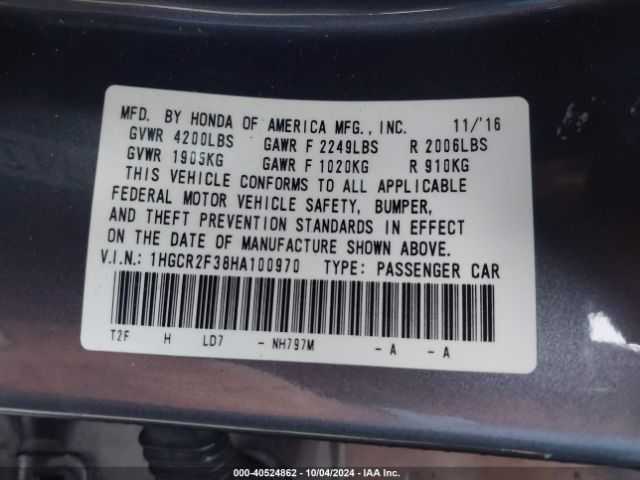 MFD. BY HONDA OF AMERICA MFG., INC. 11/'16
GVWR 4200LBS GAWR F 2249LBS R 2006LBS
GVWR 1905KG GAWR F 1020KG R 910KG
THIS VEHICLE CONFORMS TO ALL APPLICABLE
FEDERAL MOTOR VEHICLE SAFETY, BUMPER,
AND THEFT PREVENTION STANDARDS IN EFFECT
ON THE DATE OF MANUFACTURE SHOWN ABOVE.
V.I.N.: 1HGCR2F38HA100970 TYPE: PASSENGER CAR
T2F H LD7 - NH797M - A - A
000-40524862 - 10/04/2024 - IAA Inc.